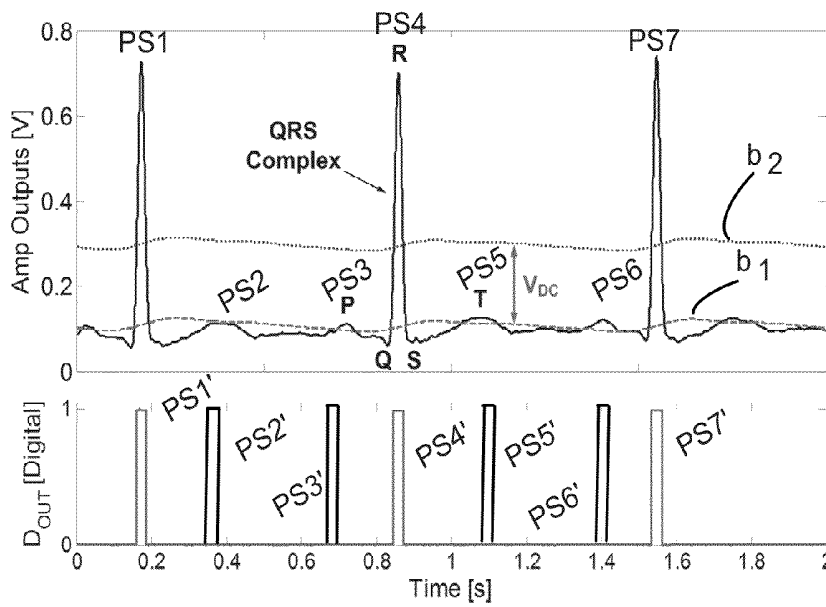 PS1
PS4
PS7
R
QRS
Complex
b 2
b 1
PS2
PS3
P
PS5
T
V_DC
PS6
Q S
Amp Outputs [V]
0.8
0.6
0.4
0.2
0
PS1'
PS2'
PS3'
PS4'
PS5'
PS6'
PS7'
D_OUT [Digital]
1
0
0 0.2 0.4 0.6 0.8 1 1.2 1.4 1.6 1.8 2
Time [s]